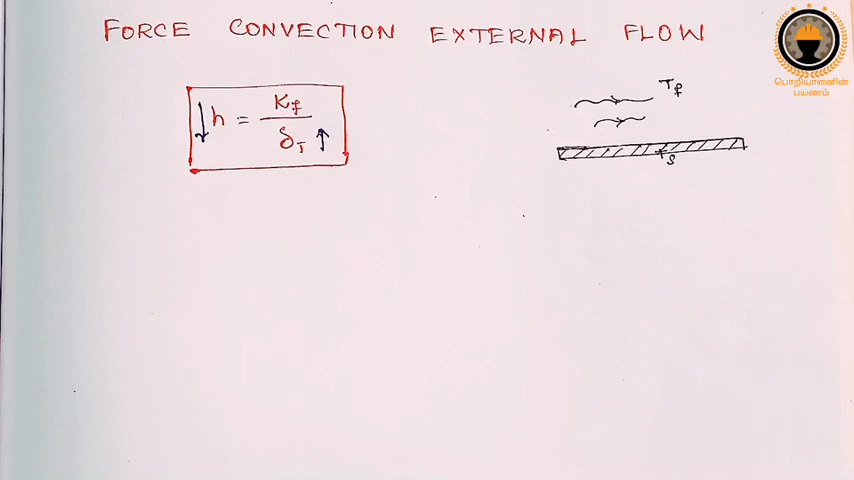 FORCE CONVECTION EXTERNAL FLOW
பொறியாளனின்
பயணம்
↓h = Kf / δT ↑
Tf
Ts